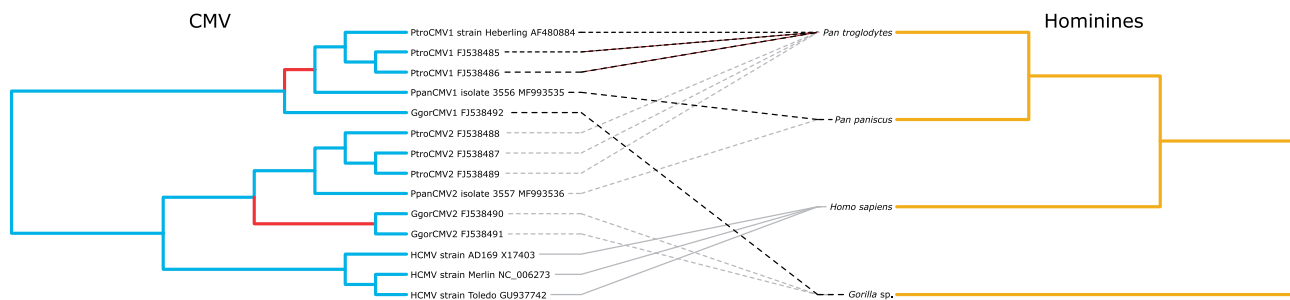 CMV
Hominines
PtroCMV1 strain Heberling AF480884
PtroCMV1 FJ538485
PtroCMV1 FJ538486
PpanCMV1 isolate 3556 MF993535
GgorCMV1 FJ538492
PtroCMV2 FJ538488
PtroCMV2 FJ538487
PtroCMV2 FJ538489
PpanCMV2 isolate 3557 MF993536
GgorCMV2 FJ538490
GgorCMV2 FJ538491
HCMV strain AD169 X17403
HCMV strain Merlin NC_006273
HCMV strain Toledo GU937742
Pan troglodytes
Pan paniscus
Homo sapiens
Gorilla sp.